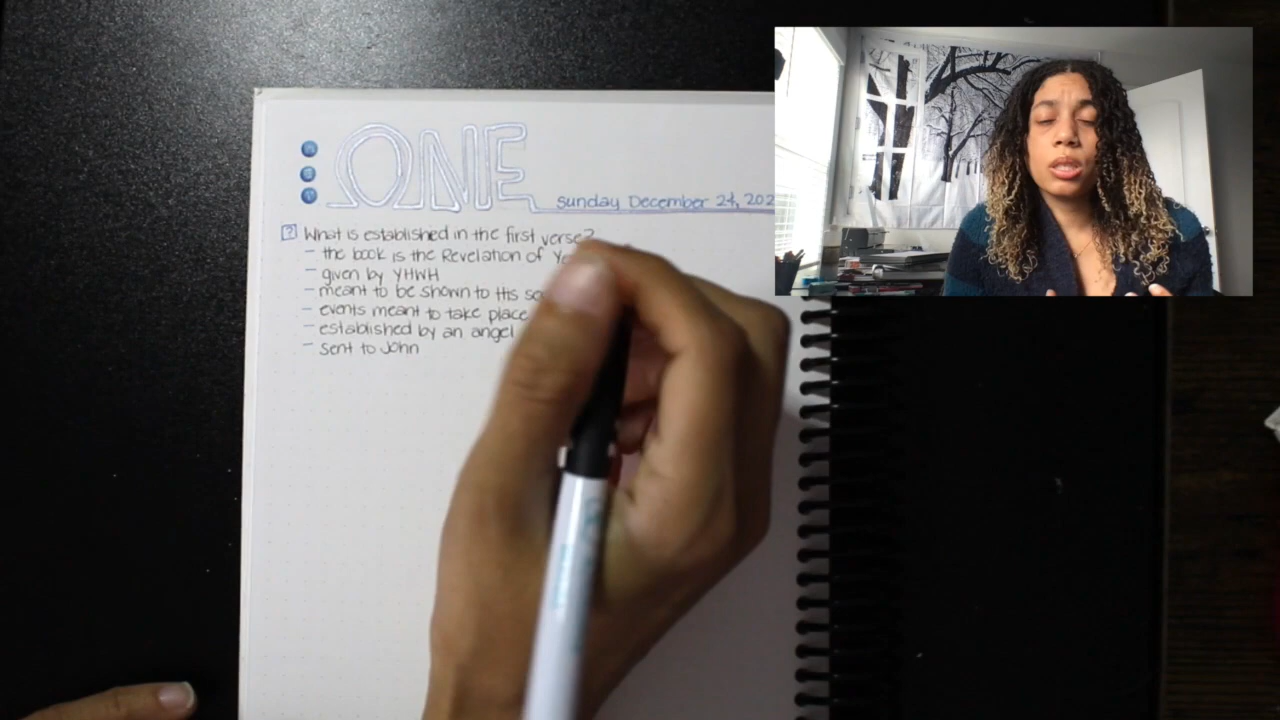 ONE
Sunday December 24, 202
? What is established in the first verse?
- the book is the Revelation of
- given by YHWH
- meant to be shown to His
- events meant to take place
- established by an angel
- sent to John